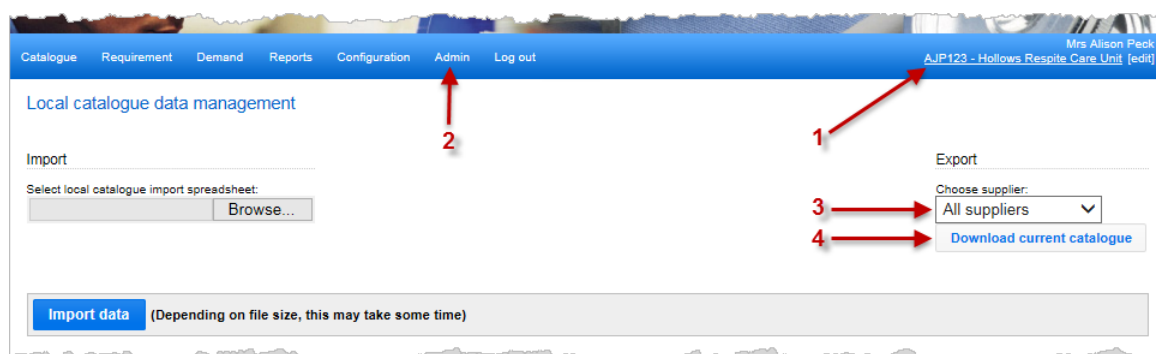 Mrs Alison Peck
Catalogue Requirement Demand Reports Configuration Admin Log out AJP123 - Hollows Respite Care Unit [edit]
Local catalogue data management
1
2
Import Export
Select local catalogue import spreadsheet: Choose supplier:
Browse... 3 All suppliers
4 Download current catalogue
Import data (Depending on file size, this may take some time)